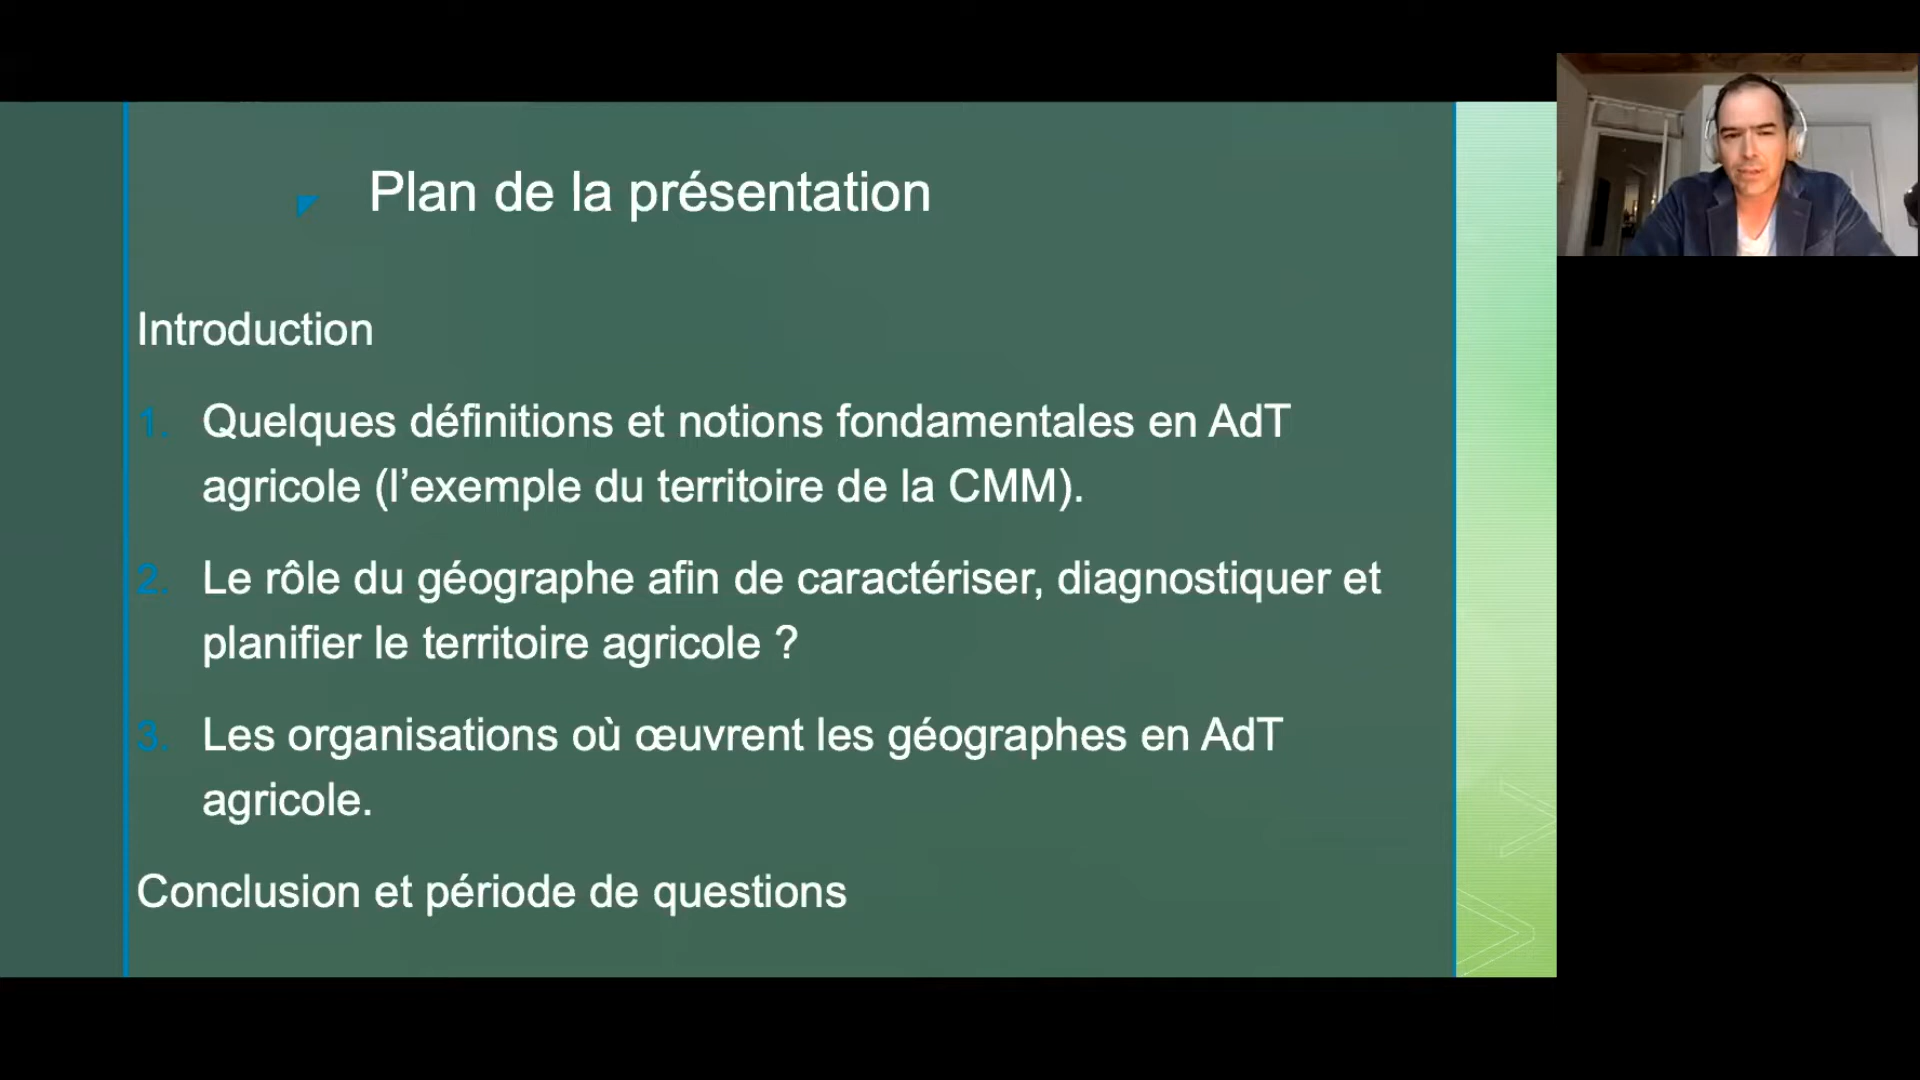 Plan de la présentation
Introduction
1. Quelques définitions et notions fondamentales en AdT
agricole (l’exemple du territoire de la CMM).
2. Le rôle du géographe afin de caractériser, diagnostiquer et
planifier le territoire agricole ?
3. Les organisations où œuvrent les géographes en AdT
agricole.
Conclusion et période de questions